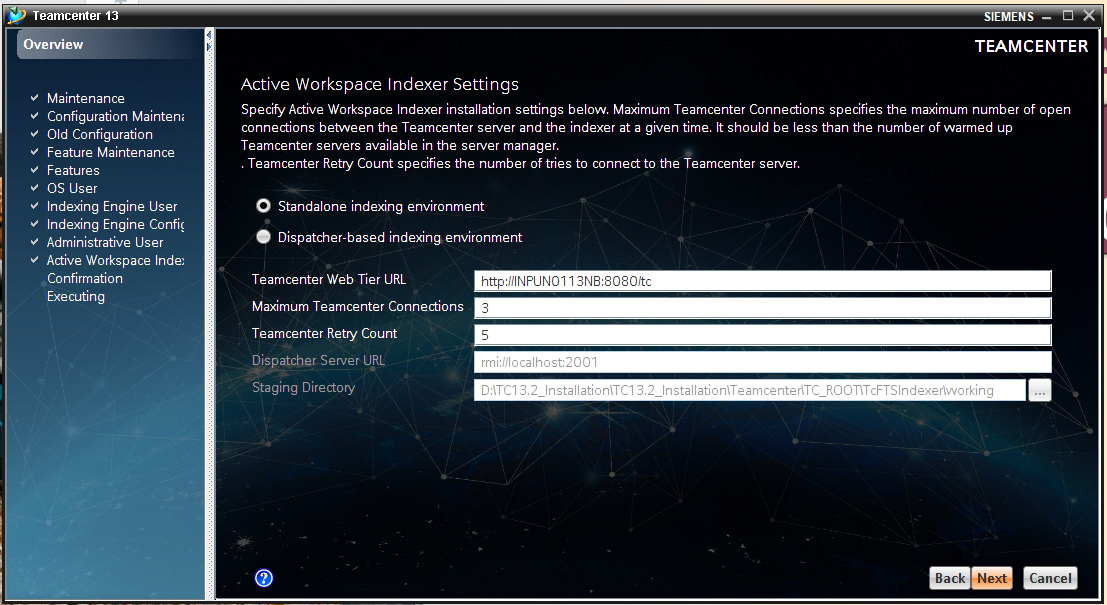 Teamcenter 13
SIEMENS
Overview
TEAMCENTER
Maintenance
Configuration Maintena
Old Configuration
Feature Maintenance
Features
OS User
Indexing Engine User
Indexing Engine Config
Administrative User
Active Workspace Index
Confirmation
Executing
Active Workspace Indexer Settings
Specify Active Workspace Indexer installation settings below. Maximum Teamcenter Connections specifies the maximum number of open
connections between the Teamcenter server and the indexer at a given time. It should be less than the number of warmed up
Teamcenter servers available in the server manager.
. Teamcenter Retry Count specifies the number of tries to connect to the Teamcenter server.
Standalone indexing environment
Dispatcher-based indexing environment
Teamcenter Web Tier URL http://INPUN0113NB:8080/tc
Maximum Teamcenter Connections 3
Teamcenter Retry Count 5
Dispatcher Server URL rmi://localhost:2001
Staging Directory D:\TC13.2_Installation\TC13.2_Installation\Teamcenter\TC_ROOT\TcFTSIndexer\working ...
? Back Next Cancel